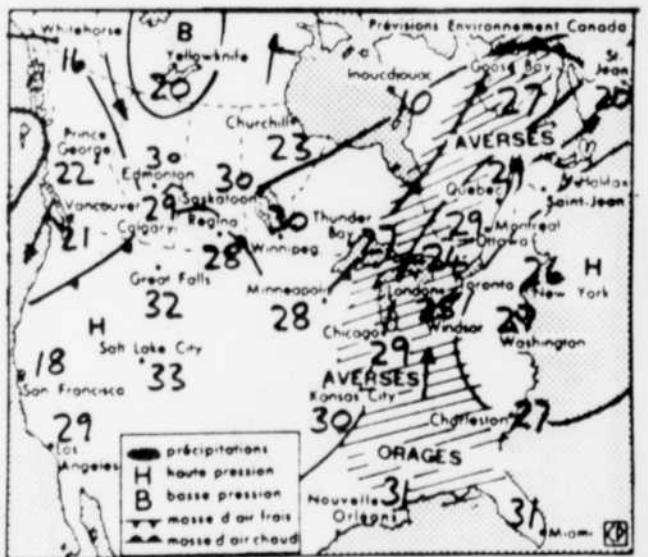 Prévisions Environnement Canada
Whitehorse
B
Yellowknife
Goose Bay
St.
Jean
16
20
Inoucdjouac
10
27
20
Churchill
23
AVERSES
Prince
George
22
30
Edmonton
30
Saskatoon
Québec
Halifax
Saint-Jean
Vancouver
21
29
Calgary
Regina
28
30
Winnipeg
Thunder
Bay
29
Montréal
Ottawa
Great Falls
32
Minneapolis
28
London
Toronto
26
New York
H
Chicago
29
Windsor
Washington
H
18
San Francisco
Salt Lake City
33
AVERSES
Kansas City
30
Charleston
27
29
Los
Angeles
ORAGES
précipitations
H haute pression
B basse pression
masse d'air frais
masse d'air chaud
Nouvelle
Orléans
31
31
Miami